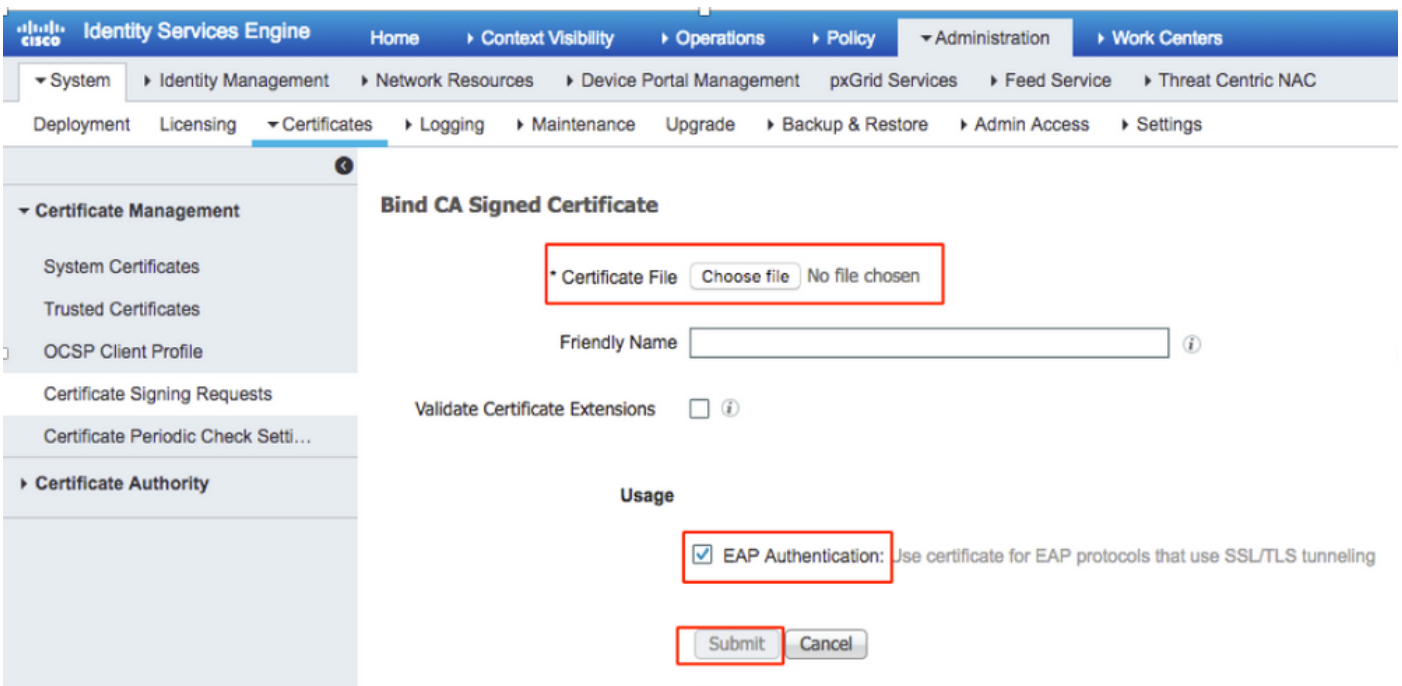 cisco Identity Services Engine Home Context Visibility Operations Policy Administration Work Centers
System Identity Management Network Resources Device Portal Management pxGrid Services Feed Service Threat Centric NAC
Deployment Licensing Certificates Logging Maintenance Upgrade Backup & Restore Admin Access Settings
Certificate Management
System Certificates
Trusted Certificates
OCSP Client Profile
Certificate Signing Requests
Certificate Periodic Check Setti...
Certificate Authority
Bind CA Signed Certificate
* Certificate File Choose file No file chosen
Friendly Name
Validate Certificate Extensions
Usage
EAP Authentication: Use certificate for EAP protocols that use SSL/TLS tunneling
Submit Cancel